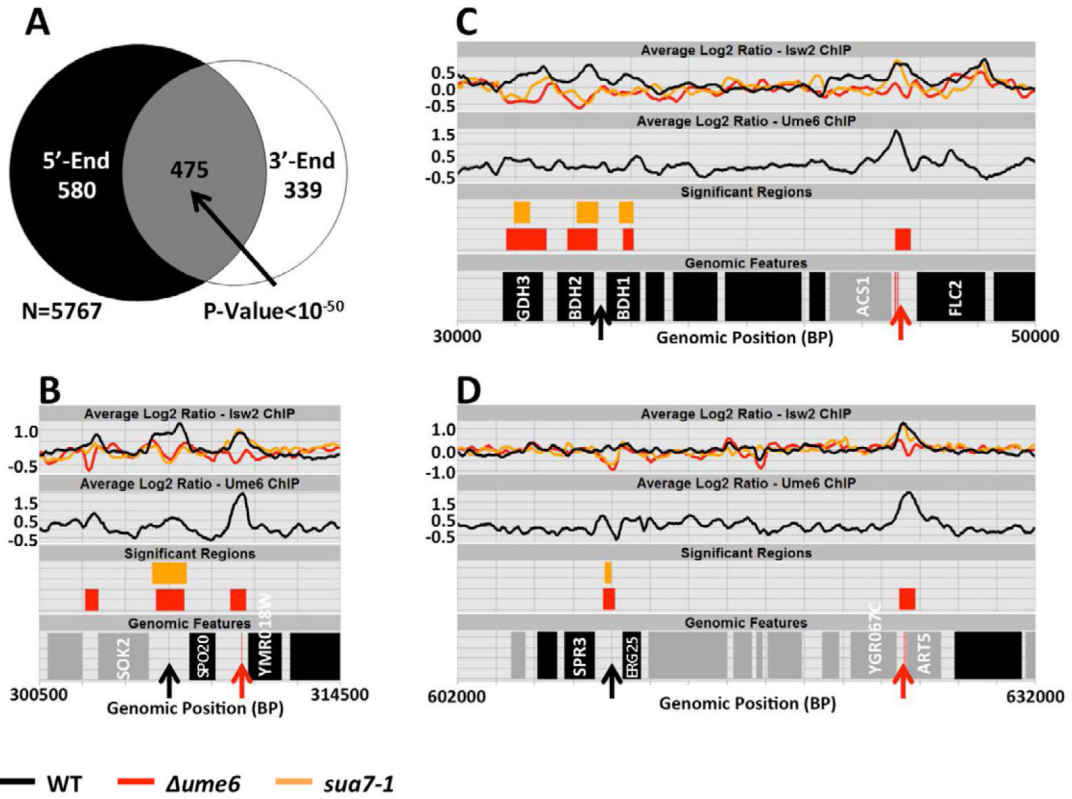 A
5'-End
580
475
3'-End
339
N=5767
P-Value<10-50
B
Average Log2 Ratio - Isw2 ChIP
1.0
-0.5
Average Log2 Ratio - Ume6 ChIP
1.5
0.5
-0.5
Significant Regions
Genomic Features
SOK2
SPO20
YMR018W
300500
314500
Genomic Position (BP)
C
Average Log2 Ratio - Isw2 ChIP
0.5
0.0
-0.5
Average Log2 Ratio - Ume6 ChIP
1.5
0.5
-0.5
Significant Regions
Genomic Features
GDH3
BDH2
BDH1
ACS1
FLC2
30000
Genomic Position (BP)
50000
D
Average Log2 Ratio - Isw2 ChIP
1.0
0.0
-1.0
Average Log2 Ratio - Ume6 ChIP
1.5
0.5
-0.5
Significant Regions
Genomic Features
SPR3
ERG25
YGR067C
ART5
602000
Genomic Position (BP)
632000
WT
Δume6
sua7-1